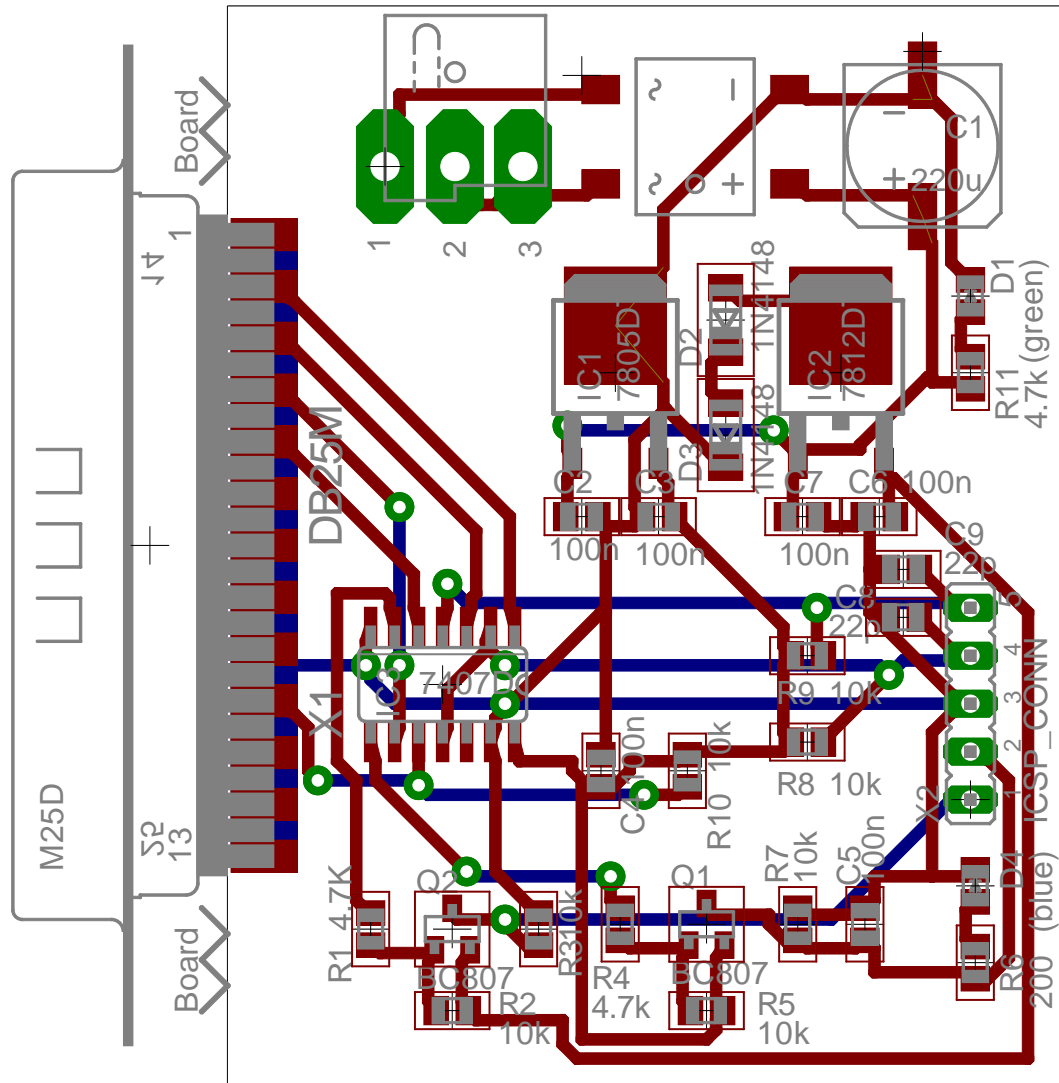 Board
1
2
3
~
-
~
+
-
C1
+
220u
14
1
D1
4.7k (green)
R11
1N4148
D2
IC1
7805DT
IC2
7812DT
1N4148
D3
DB25M
C2
C3
C7
C6
100n
100n
100n
100n
C9
22p
C8
22p
5
4
3
2
1
ICSP_CONN
X2
X1
IC3
7407DC
R9
10k
R8
10k
C4
100n
R10
10k
M25D
25
13
R1
4.7K
Q2
BC807
R3
10k
R2
10k
R4
4.7k
Q1
BC807
R5
10k
R7
10k
C5
100n
D4
(blue)
R6
200
Board